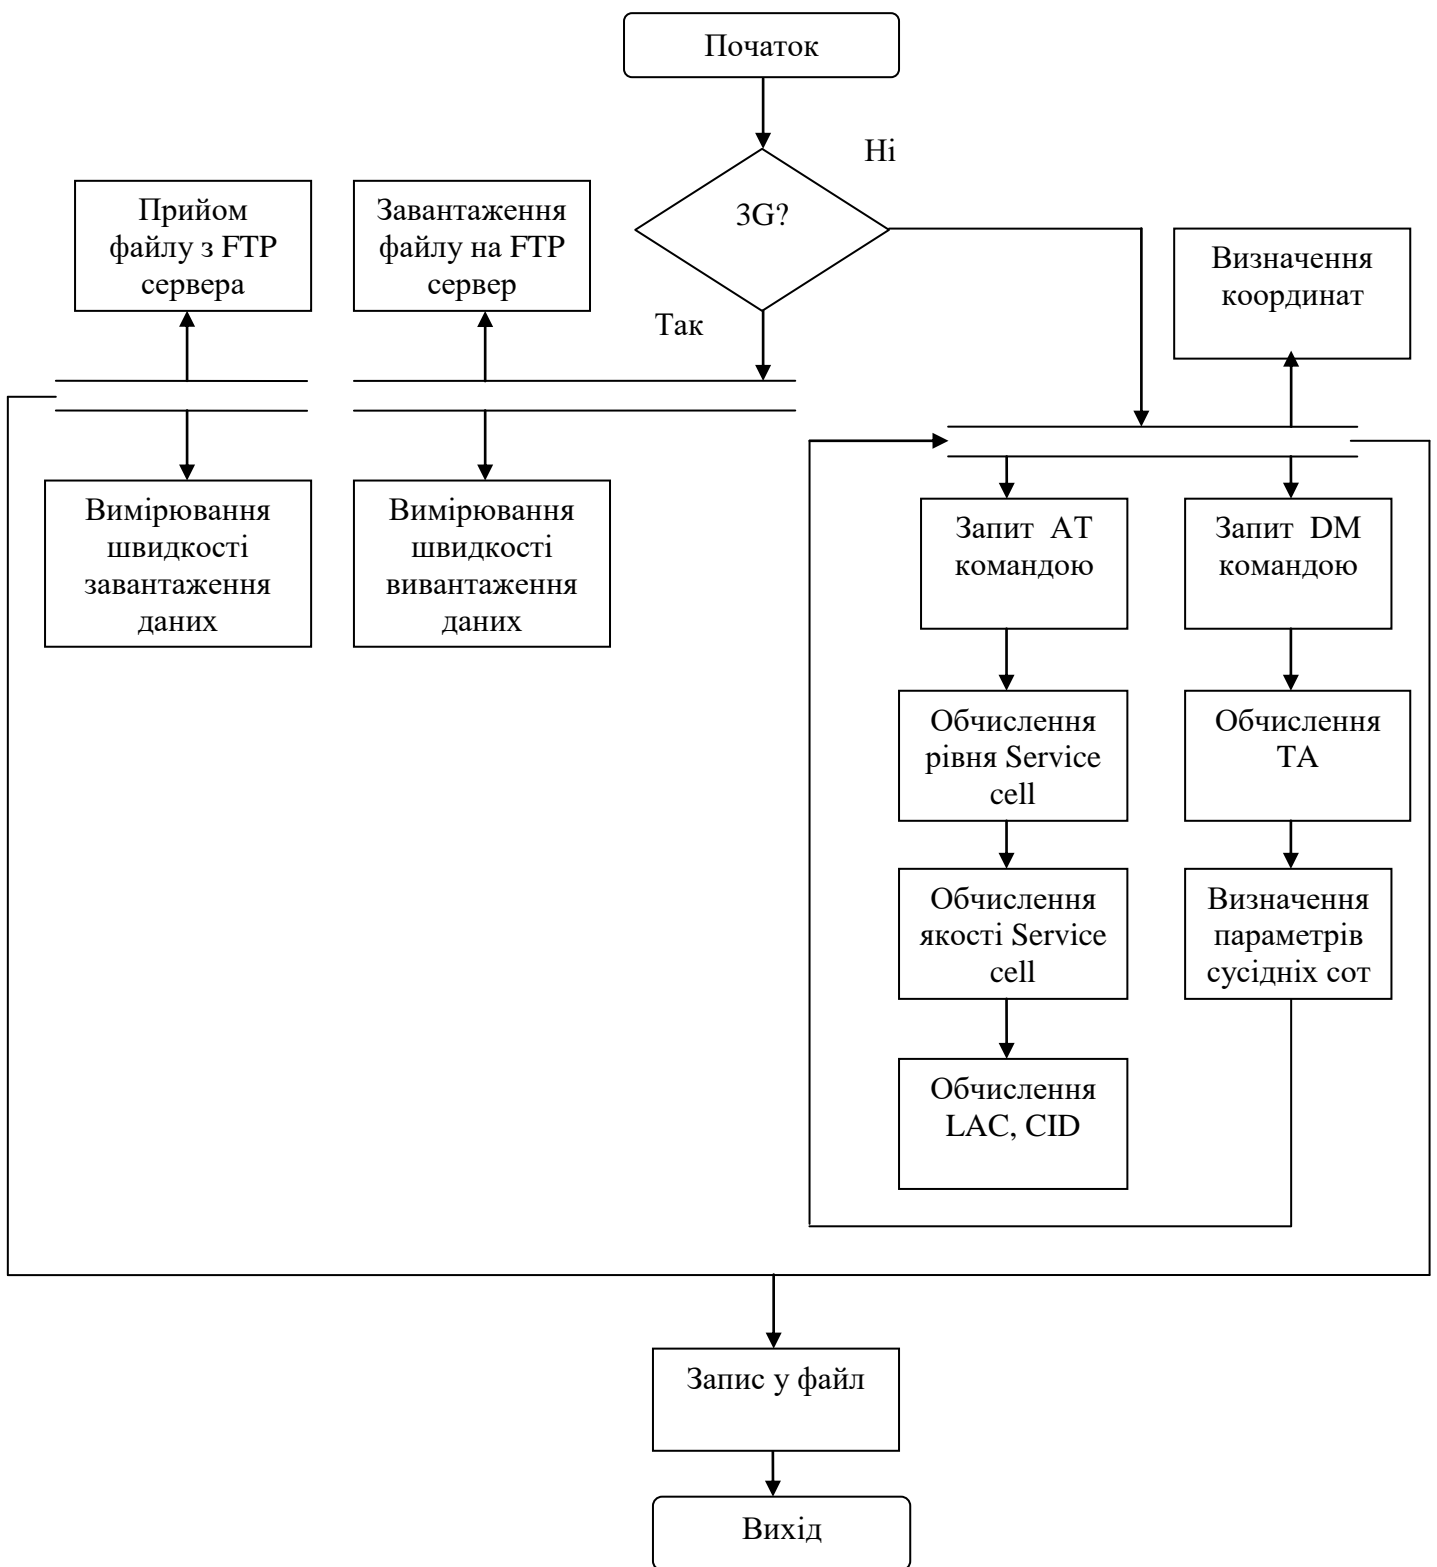 Початок
Ні
3G?
Так
Прийом
файлу з FTP
сервера
Завантаження
файлу на FTP
сервер
Визначення
координат
Вимірювання
швидкості
завантаження
даних
Вимірювання
швидкості
вивантаження
даних
Запит АТ
командою
Запит DM
командою
Обчислення
рівня Service
cell
Обчислення
TA
Обчислення
якості Service
cell
Визначення
параметрів
сусідніх сот
Обчислення
LAC, CID
Запис у файл
Вихід